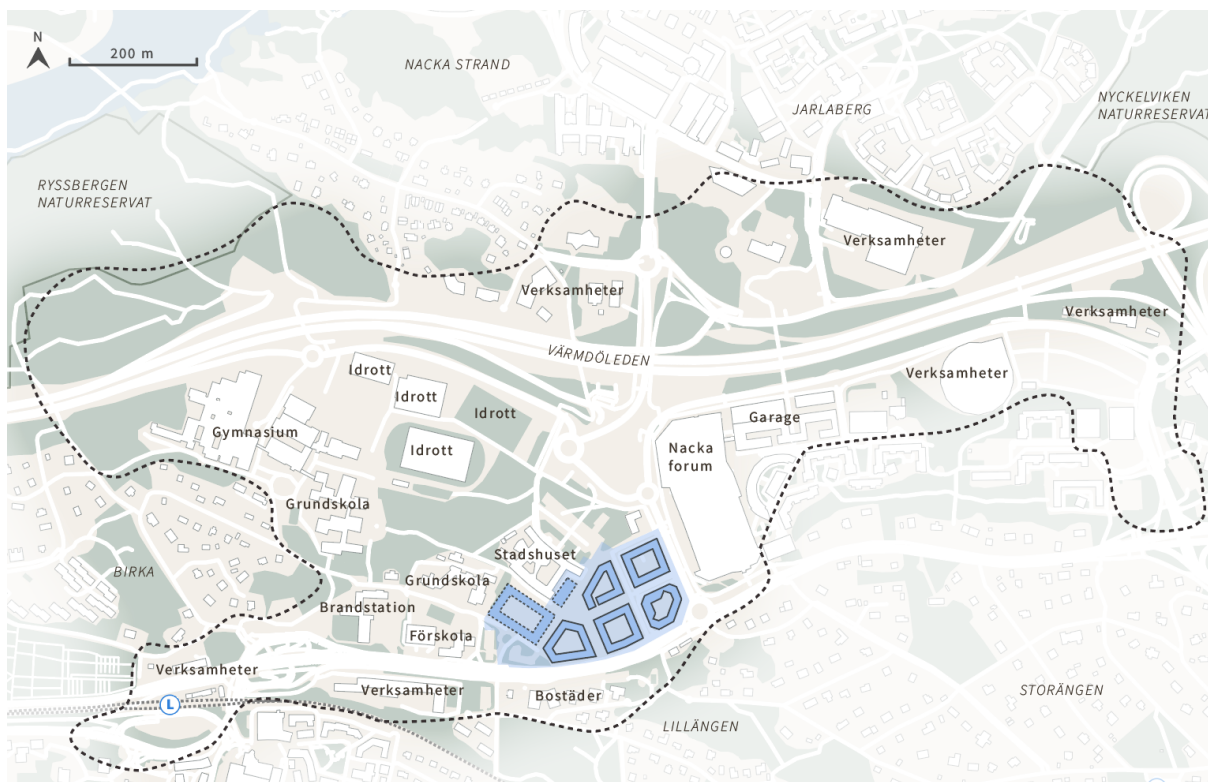 N
200 m
NACKA STRAND
JARLABERG
NYCKELVIKEN
NATURRESERVAT
RYSSBERGEN
NATURRESERVAT
Verksamheter
Verksamheter
Verksamheter
VÄRMDÖLEDEN
Idrott
Verksamheter
Idrott
Idrott
Garage
Gymnasium
Idrott
Nacka
forum
Grundskola
Stadshuset
BIRKA
Grundskola
Brandstation
Förskola
Verksamheter
Verksamheter
Bostäder
STORÄNGEN
L
LILLÄNGEN